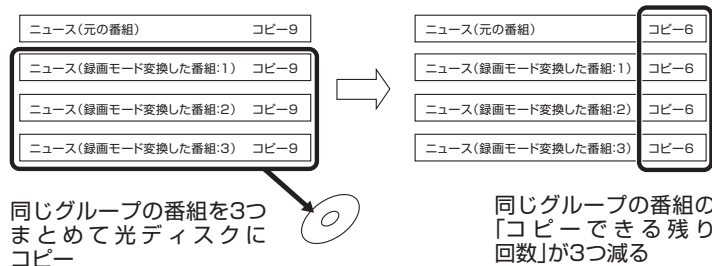 ニュース(元の番組) コピー9
ニュース(録画モード変換した番組:1) コピー9
ニュース(録画モード変換した番組:2) コピー9
ニュース(録画モード変換した番組:3) コピー9
同じグループの番組を3つ
まとめて光ディスクに
コピー
ニュース(元の番組) コピー6
ニュース(録画モード変換した番組:1) コピー6
ニュース(録画モード変換した番組:2) コピー6
ニュース(録画モード変換した番組:3) コピー6
同じグループの番組の
「コピーできる残り
回数」が3つ減る